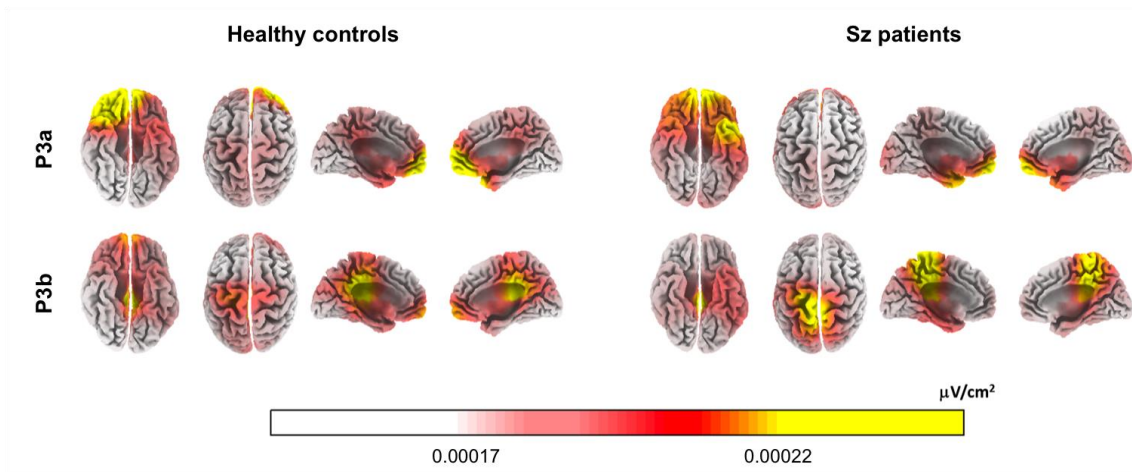 Healthy controls
Sz patients
P3a
P3b
μV/cm²
0.00017
0.00022